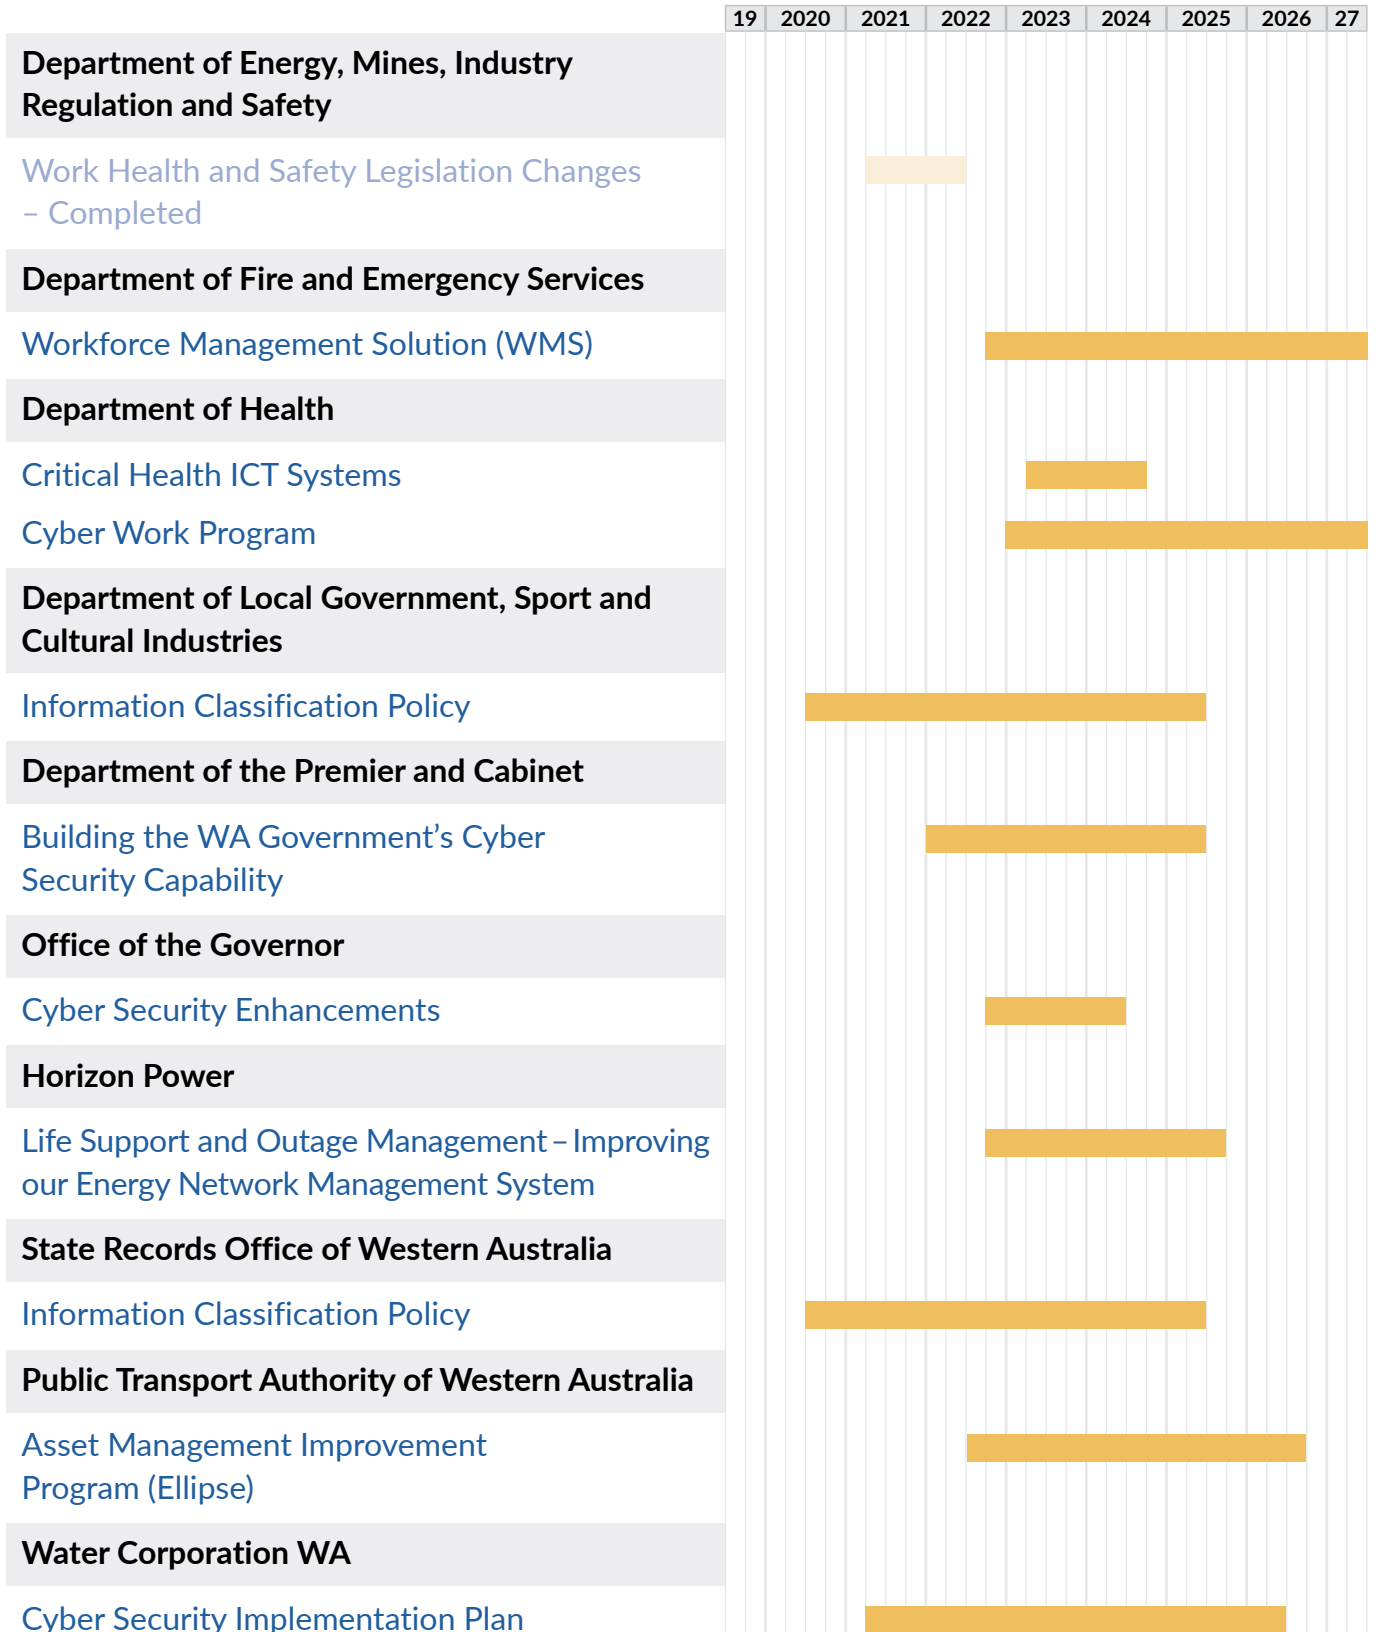 19 2020 2021 2022 2023 2024 2025 2026 27
Department of Energy, Mines, Industry
Regulation and Safety
Work Health and Safety Legislation Changes
– Completed
Department of Fire and Emergency Services
Workforce Management Solution (WMS)
Department of Health
Critical Health ICT Systems
Cyber Work Program
Department of Local Government, Sport and
Cultural Industries
Information Classification Policy
Department of the Premier and Cabinet
Building the WA Government’s Cyber
Security Capability
Office of the Governor
Cyber Security Enhancements
Horizon Power
Life Support and Outage Management – Improving
our Energy Network Management System
State Records Office of Western Australia
Information Classification Policy
Public Transport Authority of Western Australia
Asset Management Improvement
Program (Ellipse)
Water Corporation WA
Cyber Security Implementation Plan